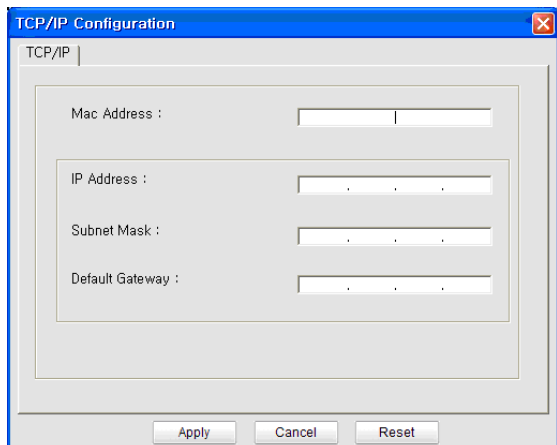 TCP/IP Configuration
TCP/IP
Mac Address :
IP Address :
. . .
Subnet Mask :
. . .
Default Gateway :
. . .
Apply Cancel Reset